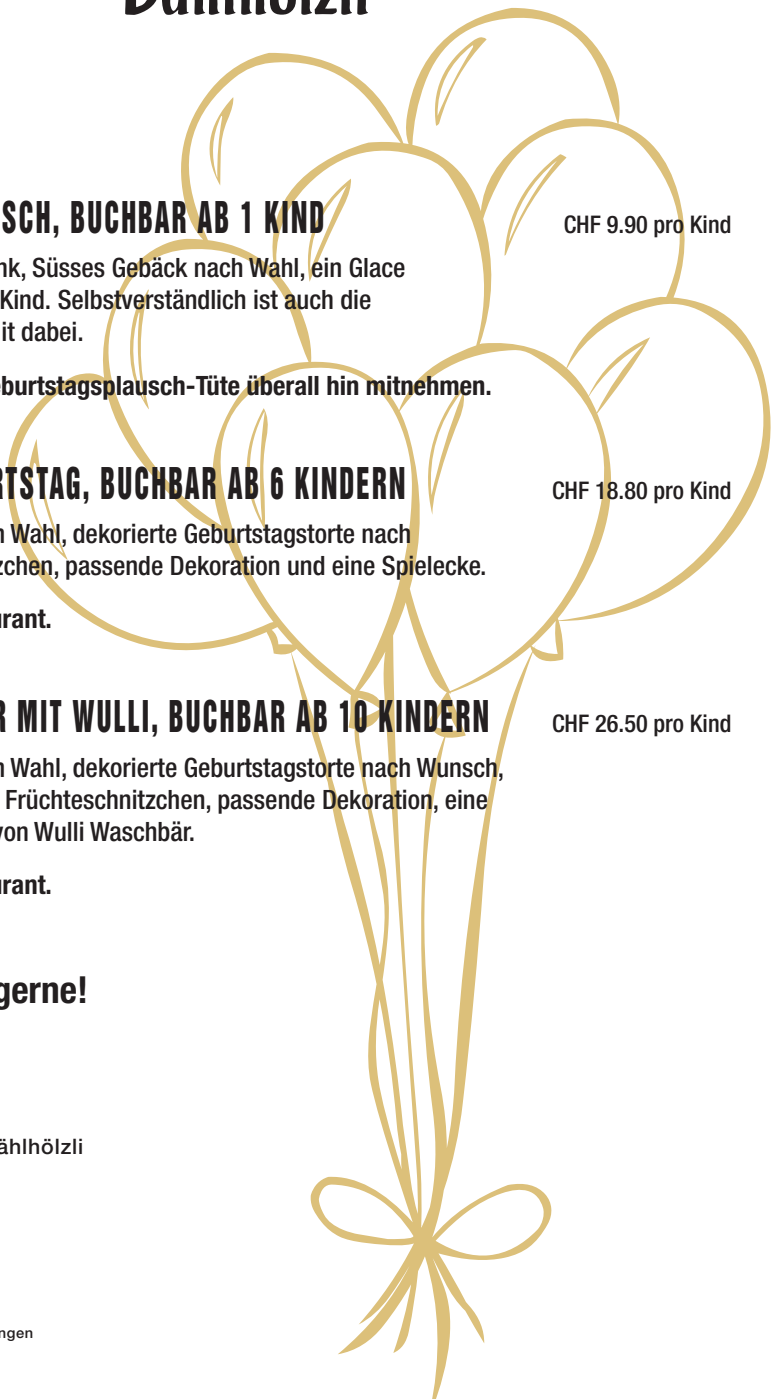 SCH, BUCHBAR AB 1 KIND
CHF 9.90 pro Kind
nk, Süsses Gebäck nach Wahl, ein Glace
Kind. Selbstverständlich ist auch die
it dabei.
burtstagsplausch-Tüte überall hin mitnehmen.
RTSTAG, BUCHBAR AB 6 KINDERN
CHF 18.80 pro Kind
Wahl, dekorierte Geburtstagstorte nach
zchen, passende Dekoration und eine Spielecke.
rant.
MIT WULLI, BUCHBAR AB 10 KINDERN
CHF 26.50 pro Kind
Wahl, dekorierte Geburtstagstorte nach Wunsch,
Früchteschnitzchen, passende Dekoration, eine
von Wulli Waschbär.
rant.
gerne!
ählhölzli
ngen